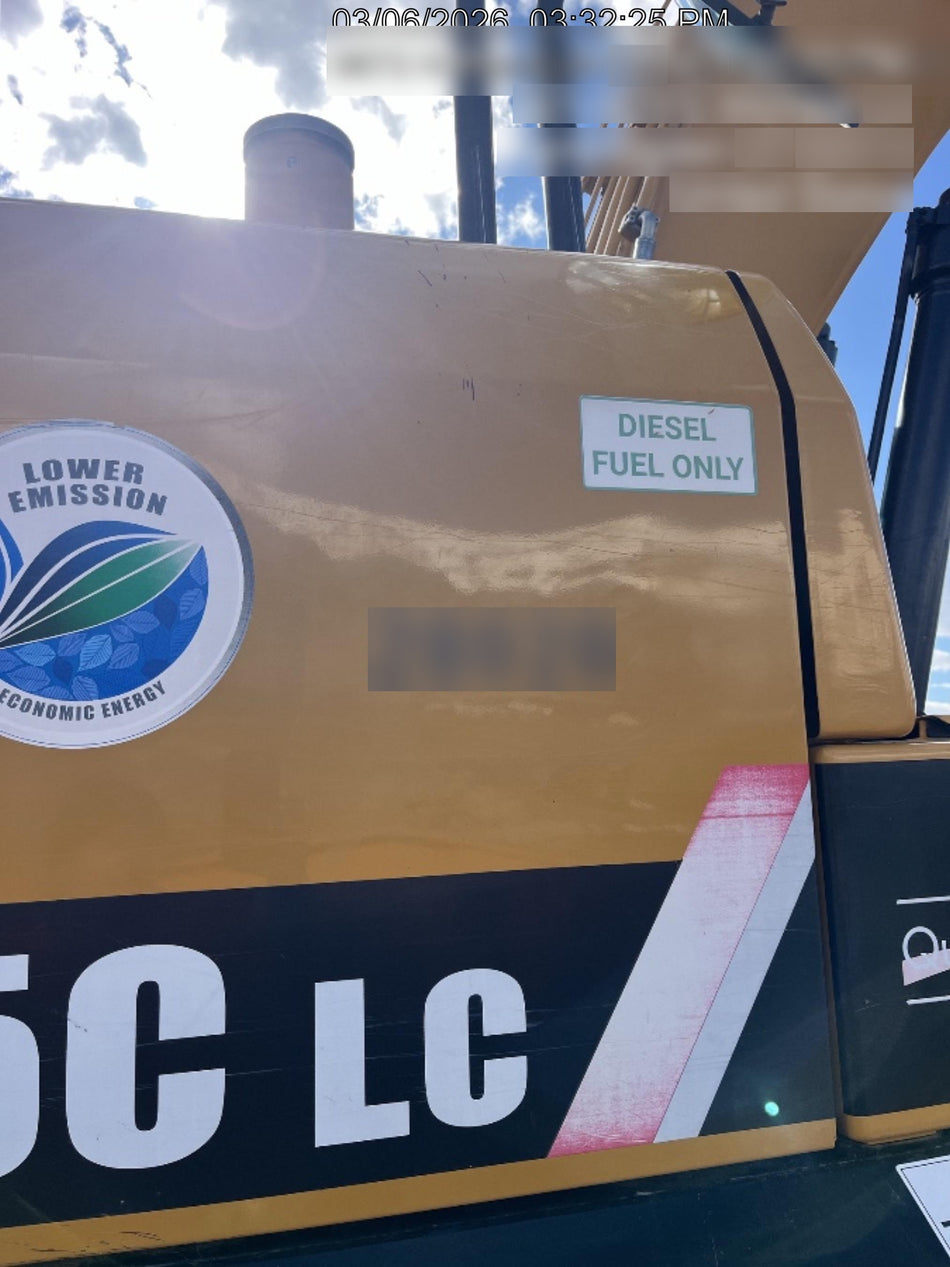 03/06/2026 03:32:25 PM
DIESEL
FUEL ONLY
LOWER
EMISSION
ECONOMIC ENERGY
5C LC